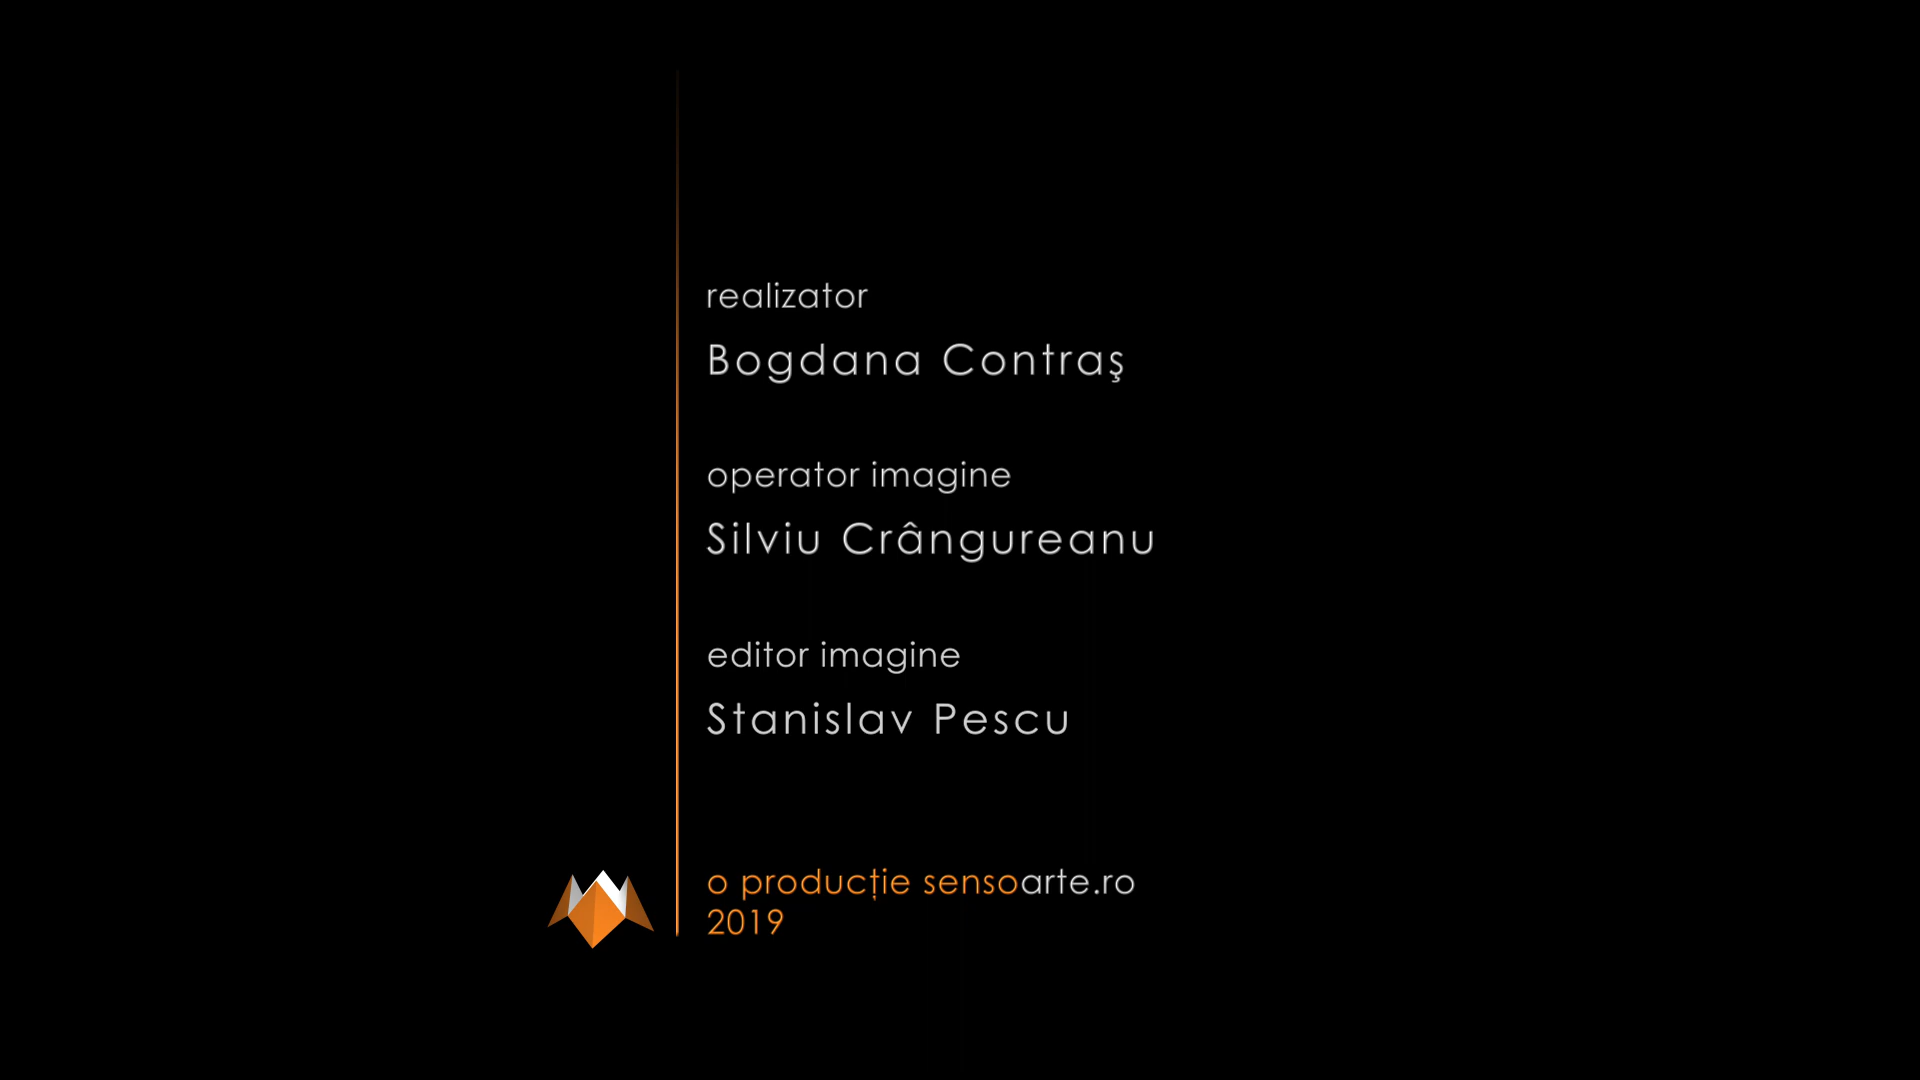 realizator
Bogdana Contraş
operator imagine
Silviu Crângureanu
editor imagine
Stanislav Pescu
o producție sensoarte.ro
2019